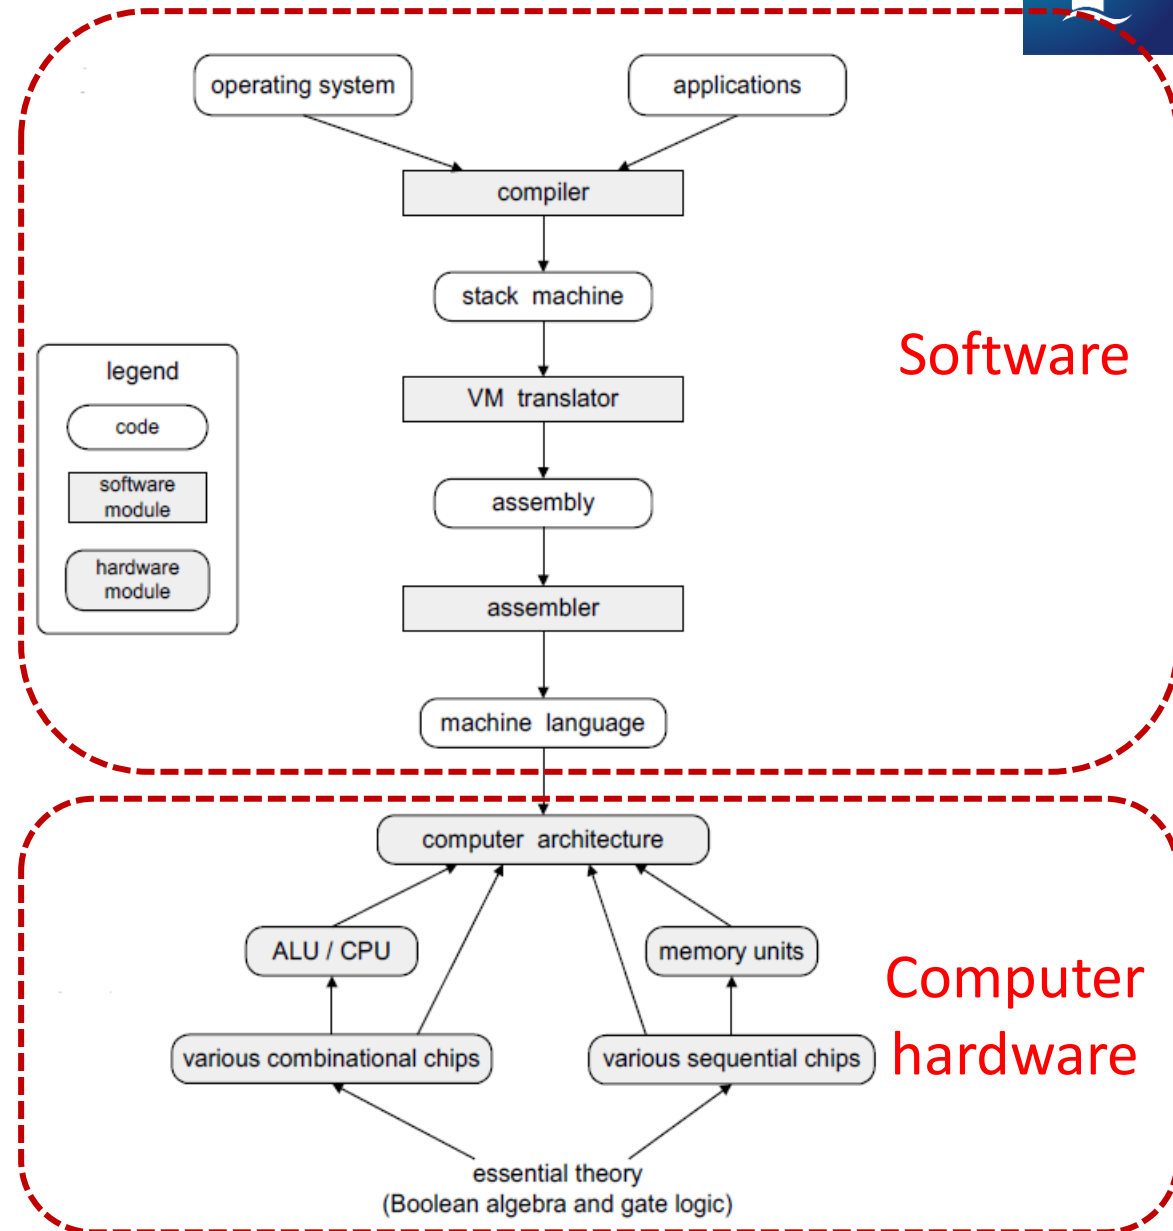 operating system
applications
compiler
stack machine
Software
legend
VM translator
code
software
module
assembly
hardware
module
assembler
machine language
computer architecture
ALU / CPU
memory units
Computer
hardware
various combinational chips
various sequential chips
essential theory
(Boolean algebra and gate logic)